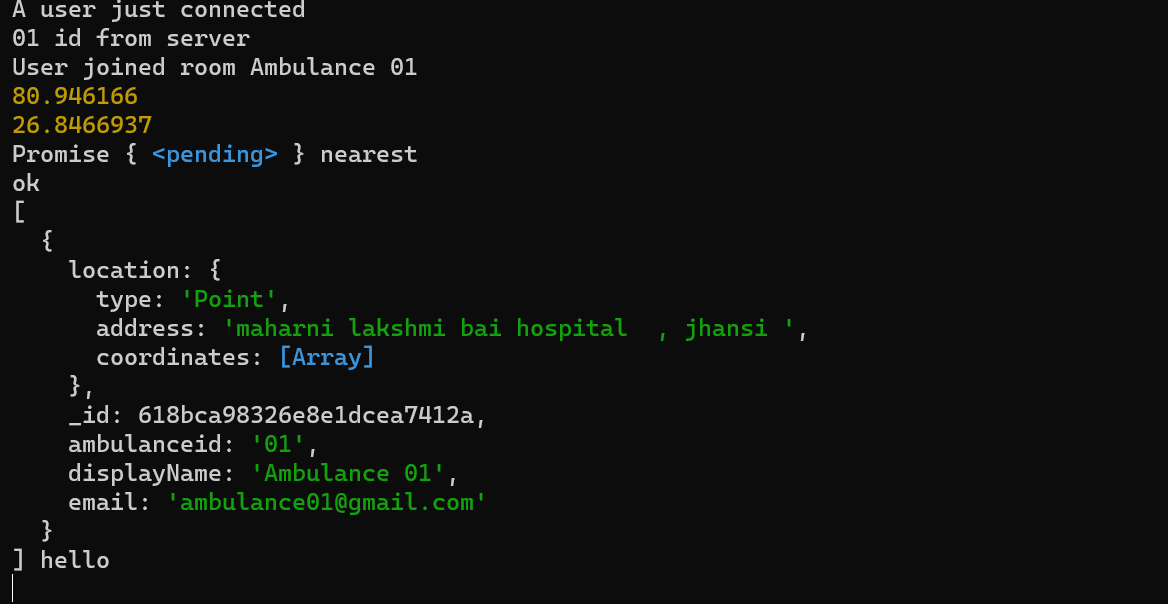 A user just connected
01 id from server
User joined room Ambulance 01
80.946166
26.8466937
Promise { <pending> } nearest
ok
[
  {
    location: {
      type: 'Point',
      address: 'maharni lakshmi bai hospital  , jhansi ',
      coordinates: [Array]
    },
    _id: 618bca98326e8e1dcea7412a,
    ambulanceid: '01',
    displayName: 'Ambulance 01',
    email: 'ambulance01@gmail.com'
  }
] hello